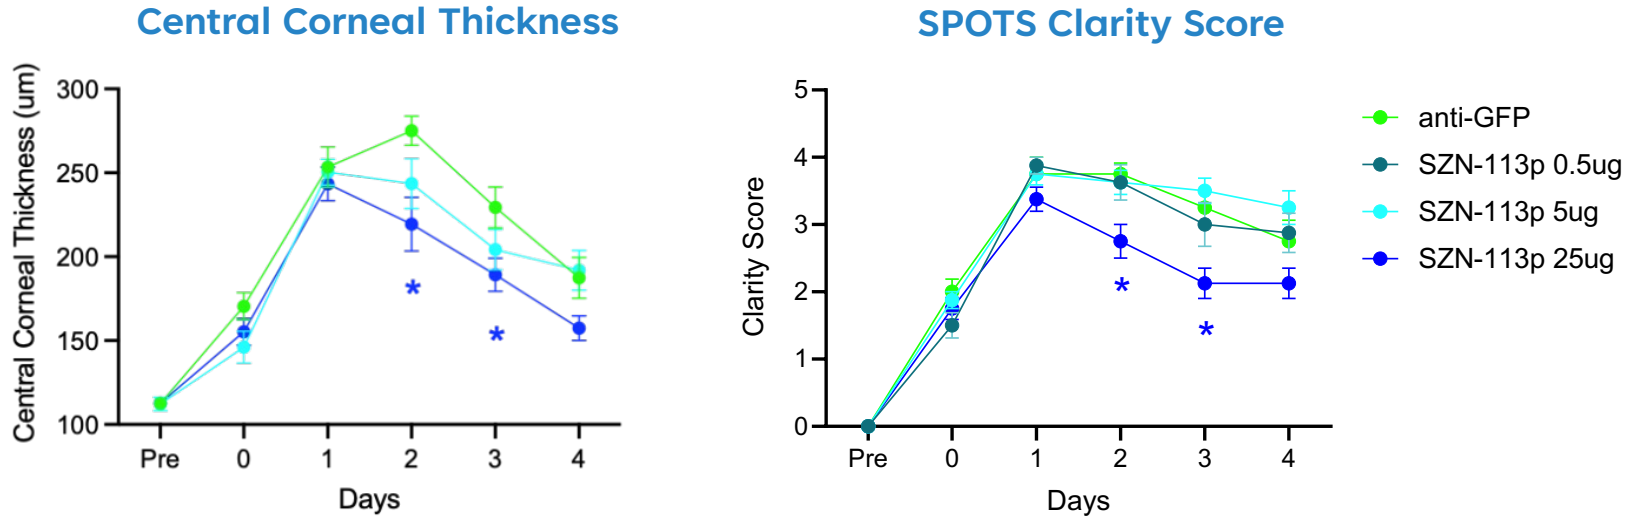 Central Corneal Thickness
Central Corneal Thickness (um)
300
250
200
150
100
*
*
Pre 0 1 2 3 4
Days
SPOTS Clarity Score
Clarity Score
5
4
3
2
1
0
*
*
Pre 0 1 2 3 4
Days
anti-GFP
SZN-113p 0.5ug
SZN-113p 5ug
SZN-113p 25ug